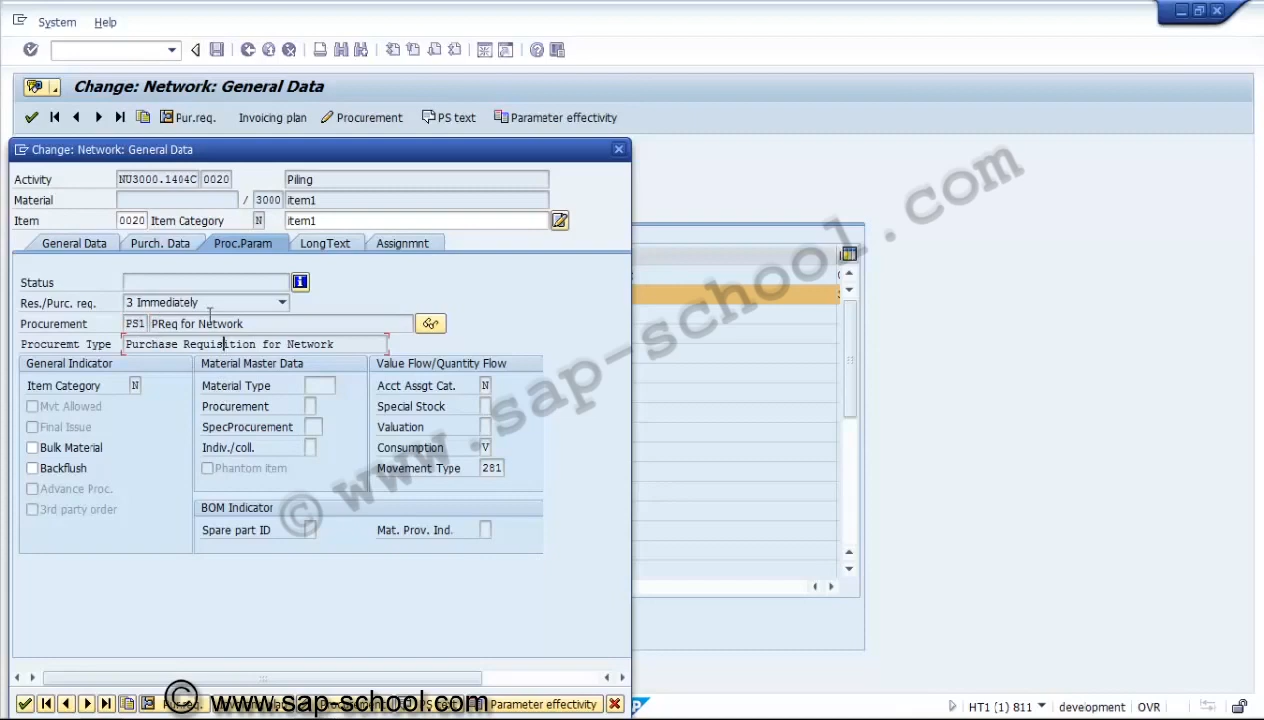 System Help
Change: Network: General Data
Pur.req. Invoicing plan Procurement PS text Parameter effectivity
Change: Network: General Data
Activity NU3000.1404C 0020 Piling
Material / 3000 item1
Item 0020 Item Category N item1
General Data Purch. Data Proc.Param LongText Assignmnt
Status
Res./Purc. req. 3 Immediately
Procurement PS1 PReq for Network
Procuremt Type Purchase Requisition for Network
General Indicator Material Master Data Value Flow/Quantity Flow
Item Category N Material Type Acct Assgt Cat. N
Mvt Allowed Procurement Special Stock
Final Issue SpecProcurement Valuation
Bulk Material Indiv./coll. Consumption V
Backflush Phantom item Movement Type 281
Advance Proc.
BOM Indicator
3rd party order
Spare part ID Mat. Prov. Ind.
© www.sap-school.com
© www.sap-school.com
Parameter effectivity
HT1 (1) 811 development OVR